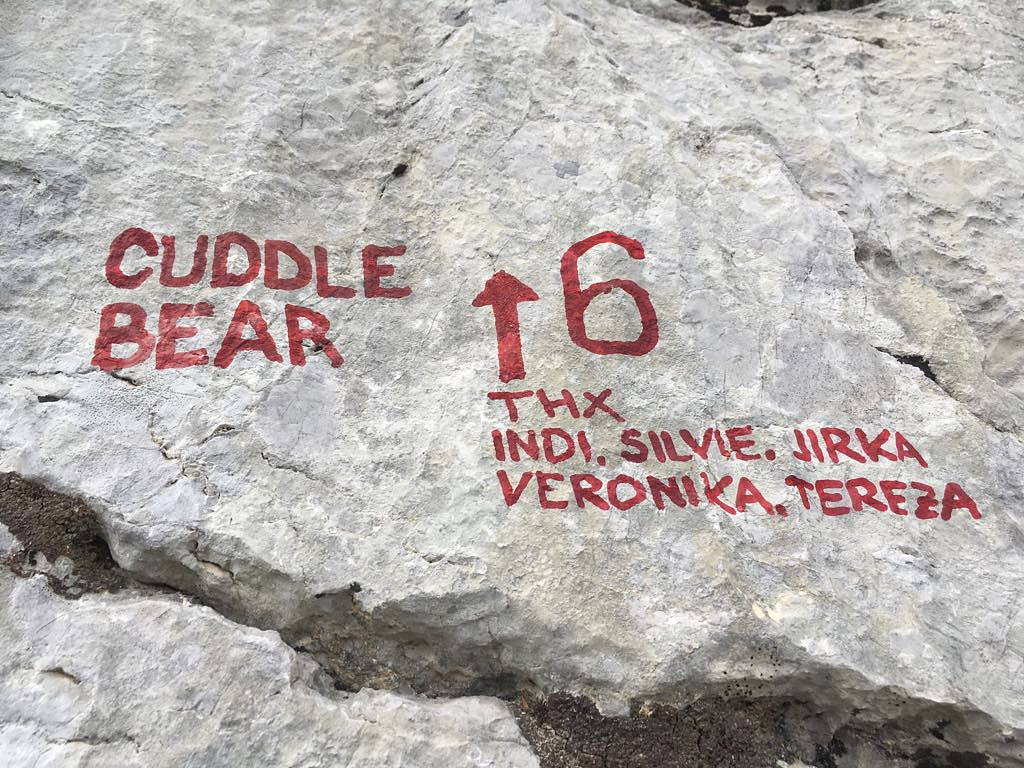 CUDDLE
BEAR
↑ 6
THX
INDI. SILVIE. JIRKA
VERONIKA. TEREZA